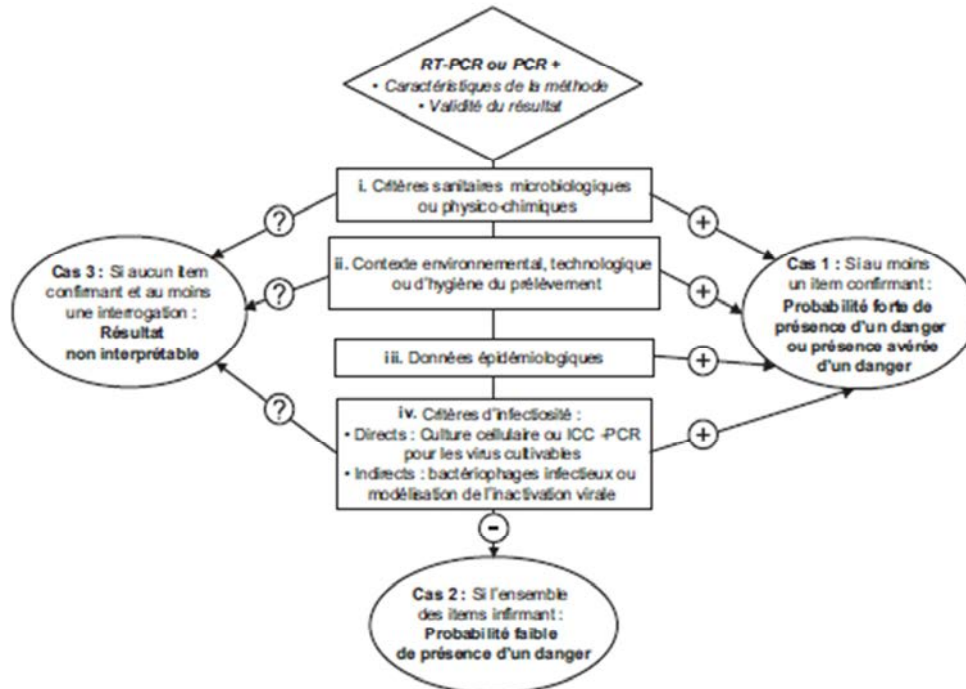 RT-PCR ou PCR +
• Caractéristiques de la méthode
• Validité du résultat
i. Critères sanitaires microbiologiques
ou physico-chimiques
?
+
ii. Contexte environnemental, technologique
ou d'hygiène du prélèvement
?
+
Cas 3 : Si aucun item
confirmant et au moins
une interrogation :
Résultat
non interprétable
Cas 1 : Si au moins
un item confirmant :
Probabilité forte de
présence d'un danger
ou présence avérée
d'un danger
iii. Données épidémiologiques
+
iv. Critères d'infectiosité :
• Directs : Culture cellulaire ou ICC -PCR
pour les virus cultivables
• Indirects : bactériophages infectieux ou
modélisation de l'inactivation virale
?
+
-
Cas 2 : Si l'ensemble
des items infirmant :
Probabilité faible
de présence d'un danger